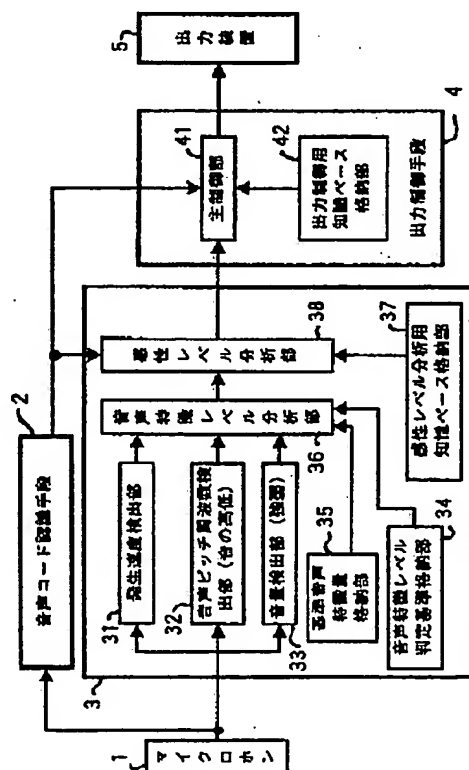 1
マイクロホン
2
音声コード認識手段
3
31
発生速度検出部
32
音声ピッチ周波数検
出部(音の高低)
33
音量検出部(強弱)
34
音声特徴レベル
判定基準格納部
35
基準音声
特徴量
格納部
36
音声特徴レベル分析部
37
感性レベル分析用
知識ベース格納部
38
感性レベル分析部
4
出力制御手段
41
主制御部
42
出力制御用
知識ベース
格納部
5
出力装置